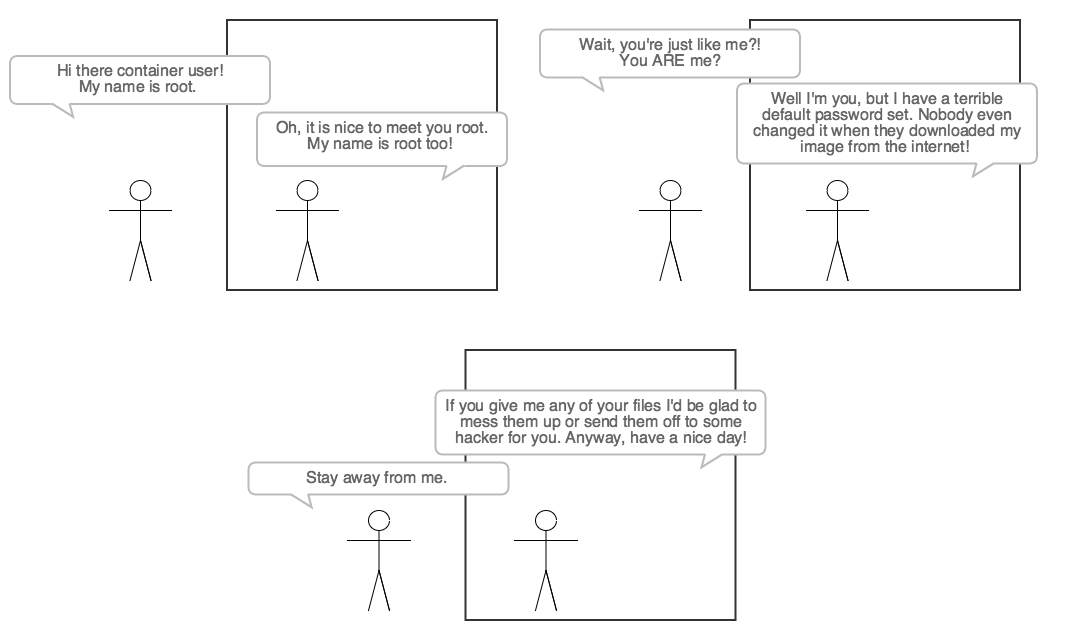 Hi there container user!
My name is root.
Oh, it is nice to meet you root.
My name is root too!
Wait, you're just like me?!
You ARE me?
Well I'm you, but I have a terrible
default password set. Nobody even
changed it when they downloaded my
image from the internet!
If you give me any of your files I'd be glad to
mess them up or send them off to some
hacker for you. Anyway, have a nice day!
Stay away from me.